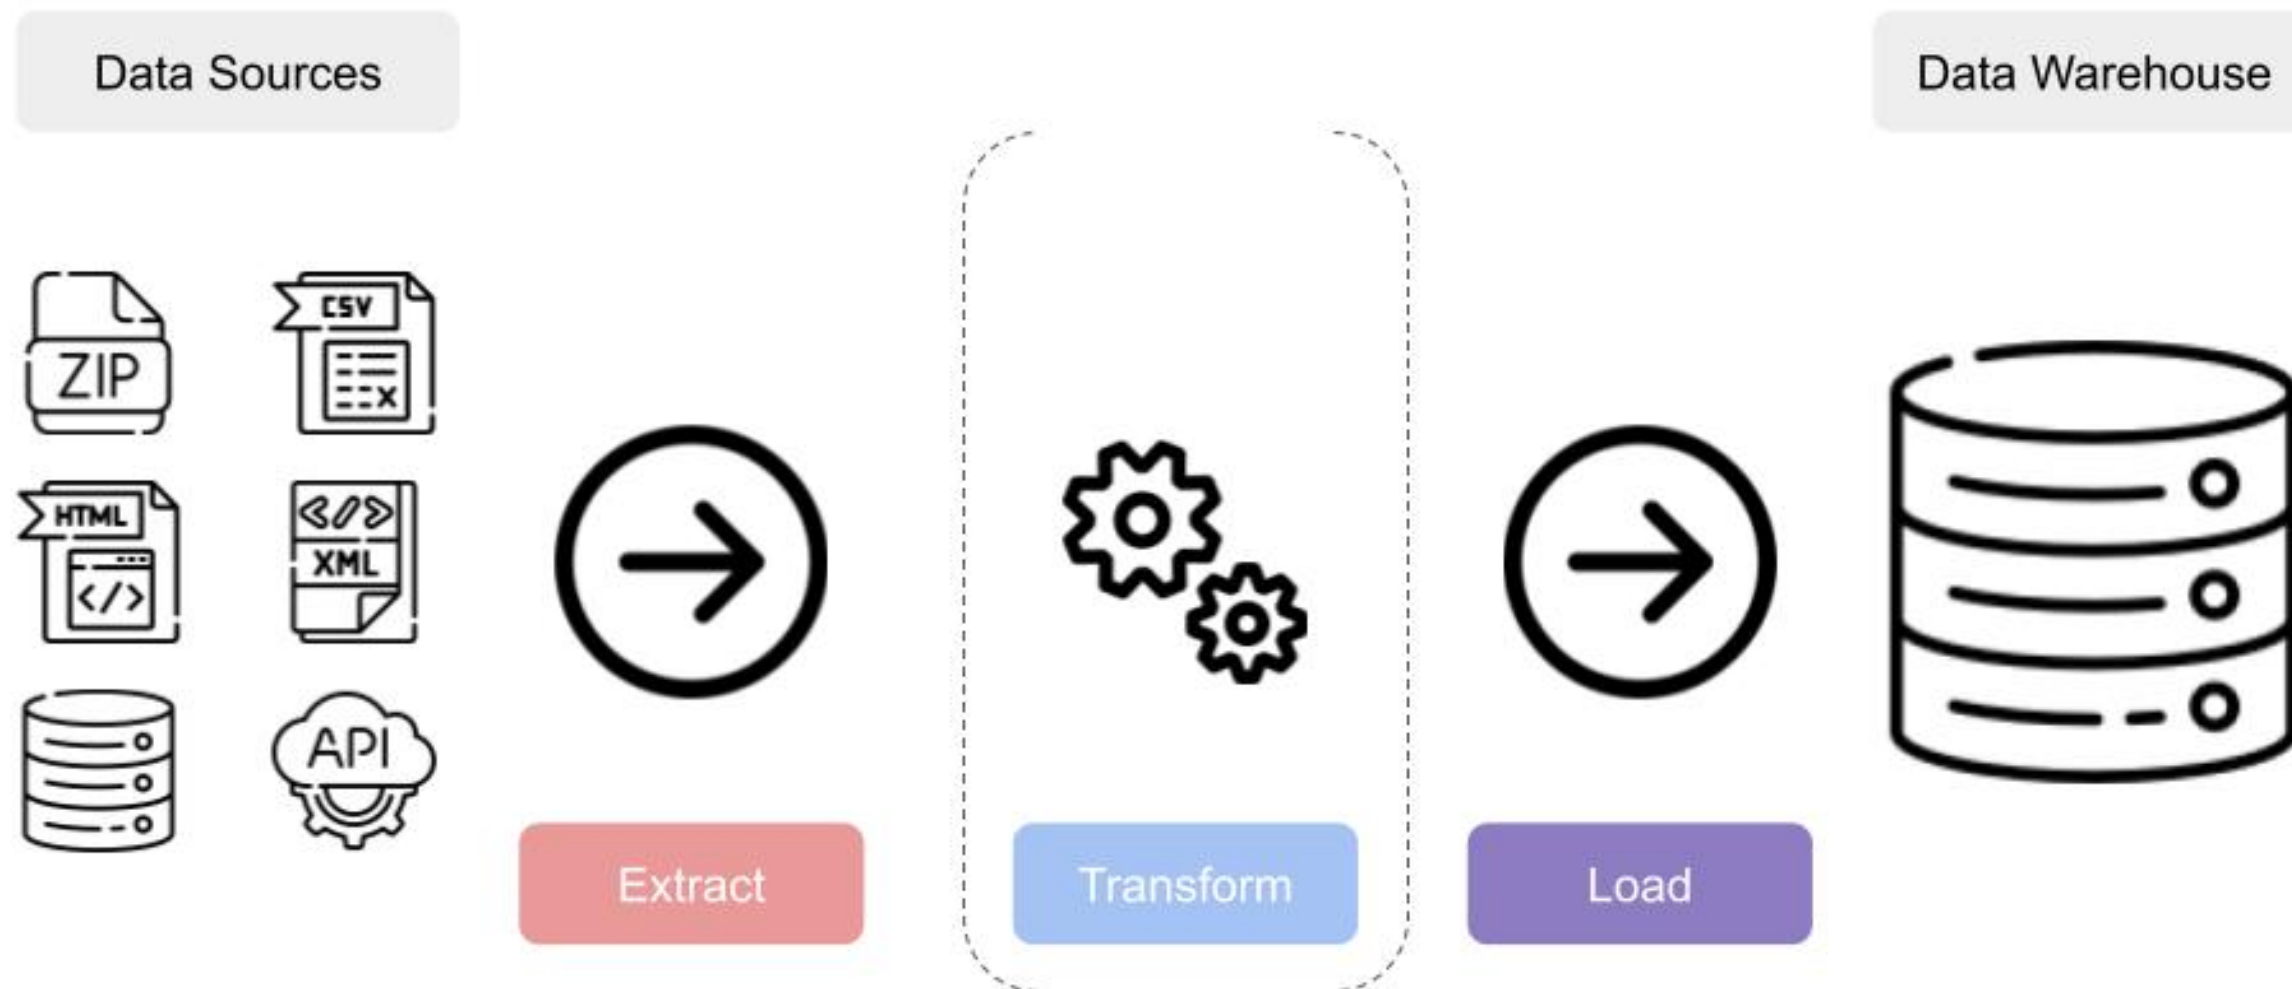 Data Sources
Data Warehouse
ZIP
CSV
HTML
</>
</>
XML
API
Extract
Transform
Load